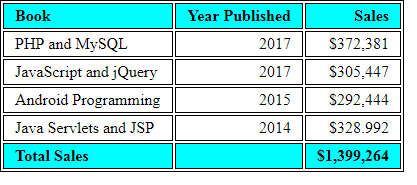 Book Year Published Sales
PHP and MySQL 2017 $372,381
JavaScript and jQuery 2017 $305,447
Android Programming 2015 $292,444
Java Servlets and JSP 2014 $328.992
Total Sales $1,399,264